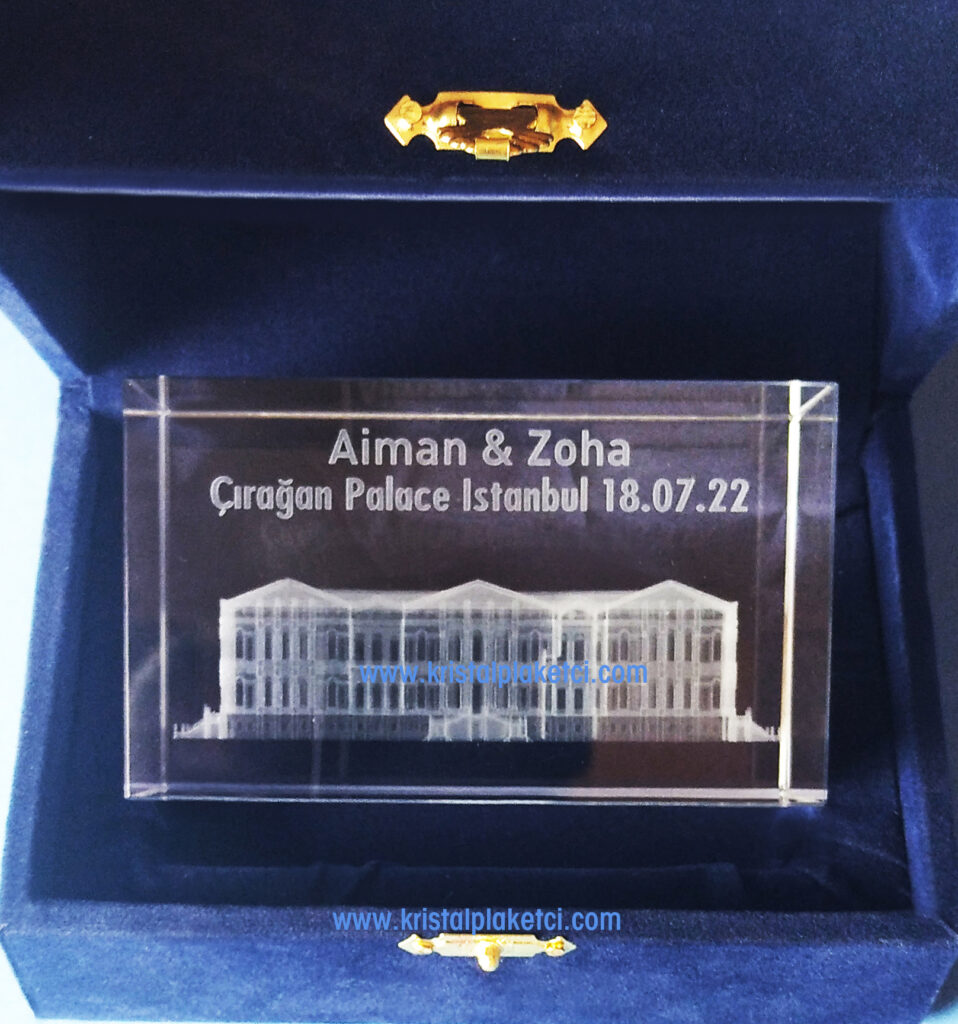 Aiman & Zoha
Çırağan Palace Istanbul 18.07.22
www.kristalplaketci.com
www.kristalplaketci.com